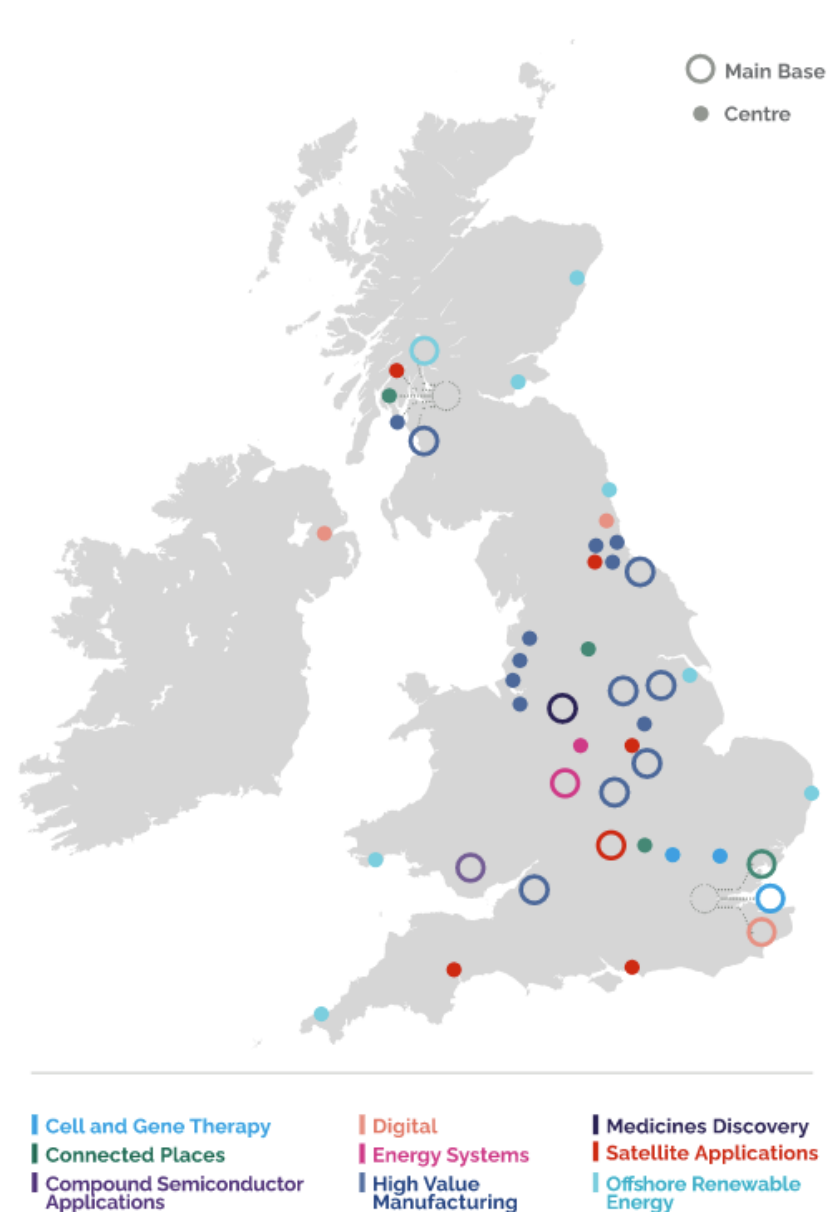 Main Base
Centre
Cell and Gene Therapy
Connected Places
Compound Semiconductor
Applications
Digital
Energy Systems
High Value
Manufacturing
Medicines Discovery
Satellite Applications
Offshore Renewable
Energy